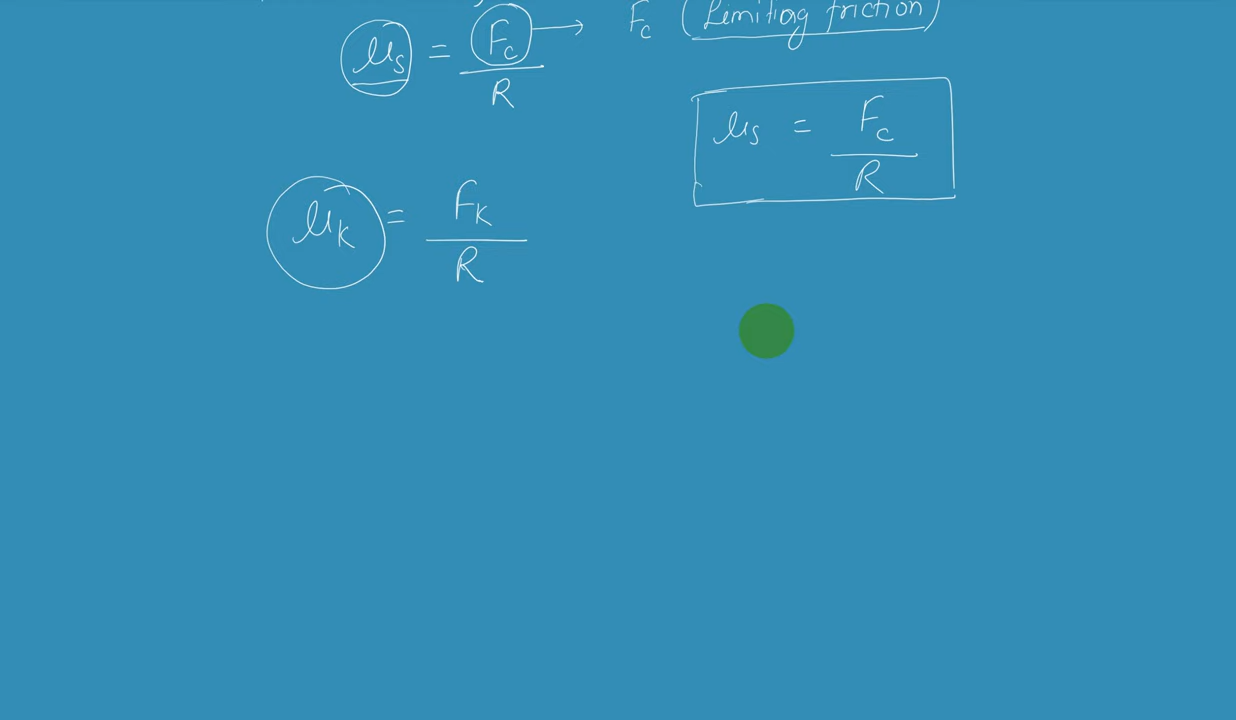 μs = Fc / R → Fc (Limiting friction)
μs = Fc / R
μk = Fk / R